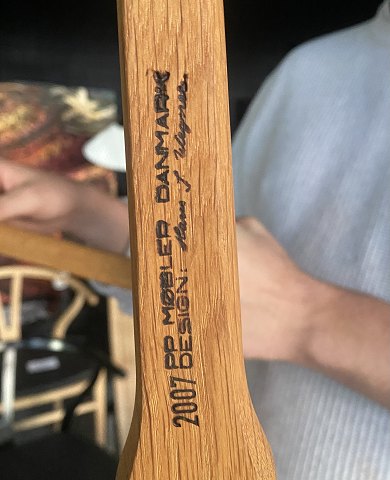 PP MØBLER DANMARK
DESIGN: Hans J Wegner.
2007